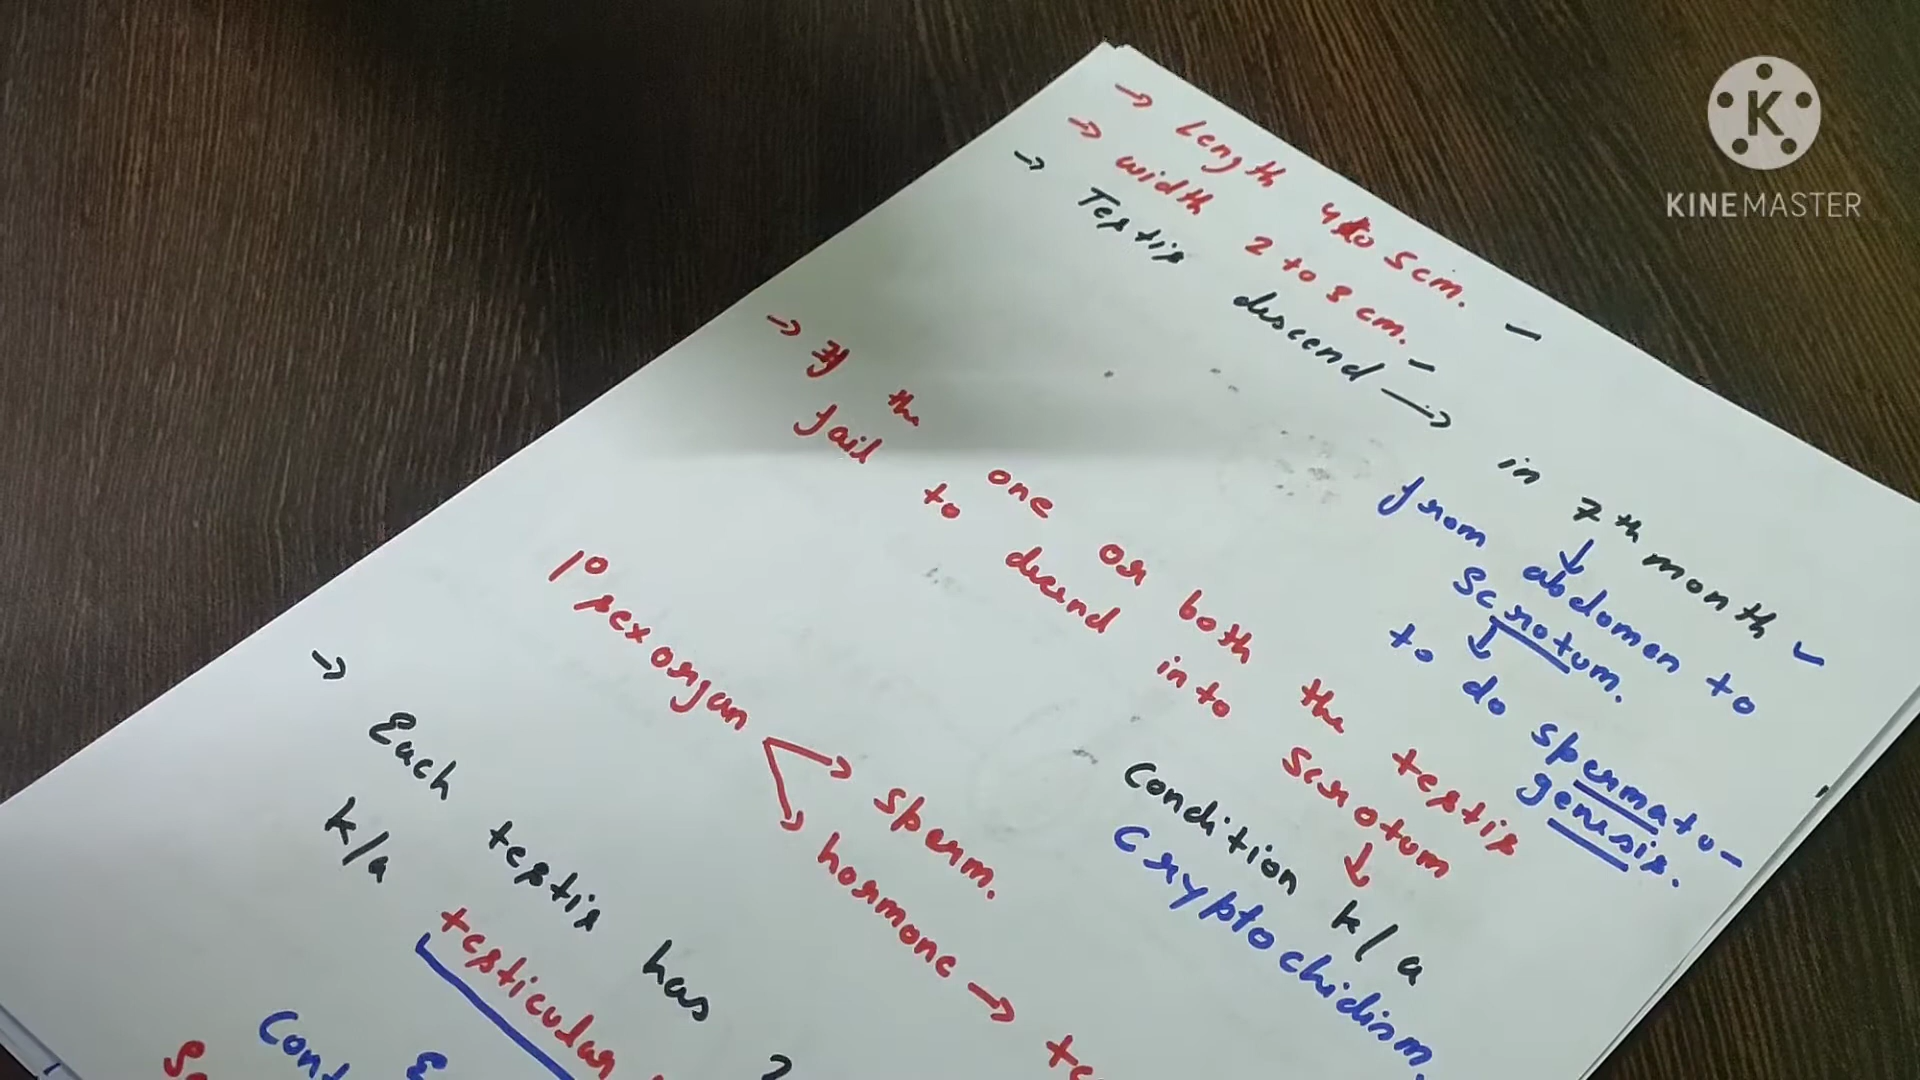 → Length 4 to 5 cm.
→ width 2 to 3 cm.
→ Testis descend → in 7th month
from abdomen to
Scrotum.
to do spermato-
genesis.
→ If the one or both the testis
fail to decend into Scrotum
Condition k/a
Cryptochidism.
1° sex organ → sperm.
→ hormone →
→ Each testis has
k/a testicular
KINEMASTER